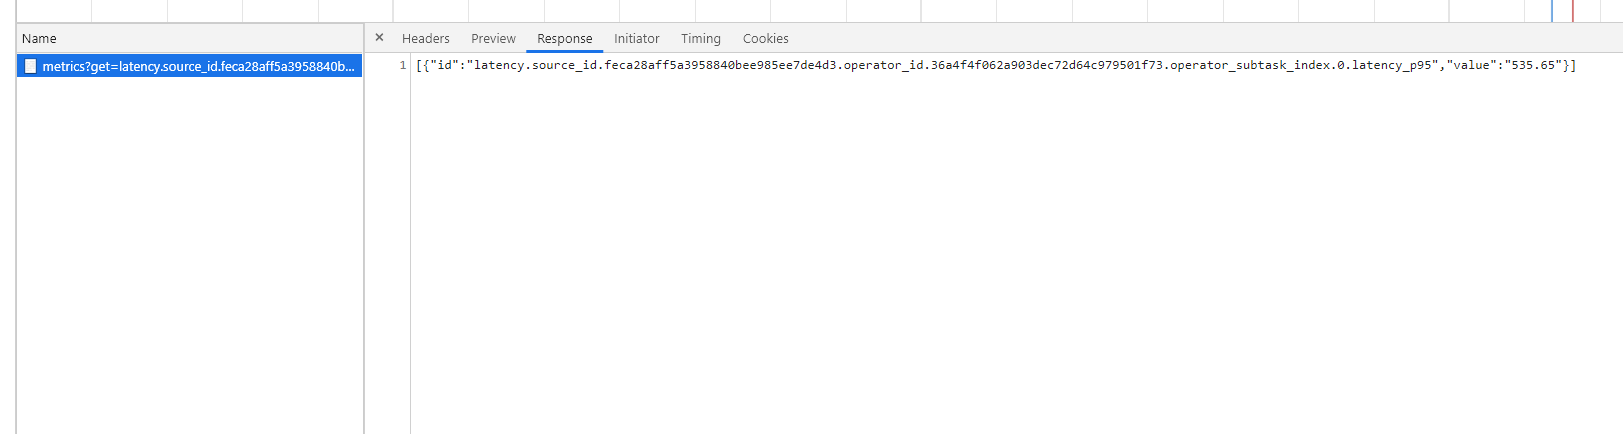 Name
× Headers Preview Response Initiator Timing Cookies
metrics?get=latency.source_id.feca28aff5a3958840b...
1 [{"id":"latency.source_id.feca28aff5a3958840bee985ee7de4d3.operator_id.36a4f4f062a903dec72d64c979501f73.operator_subtask_index.0.latency_p95","value":"535.65"}]